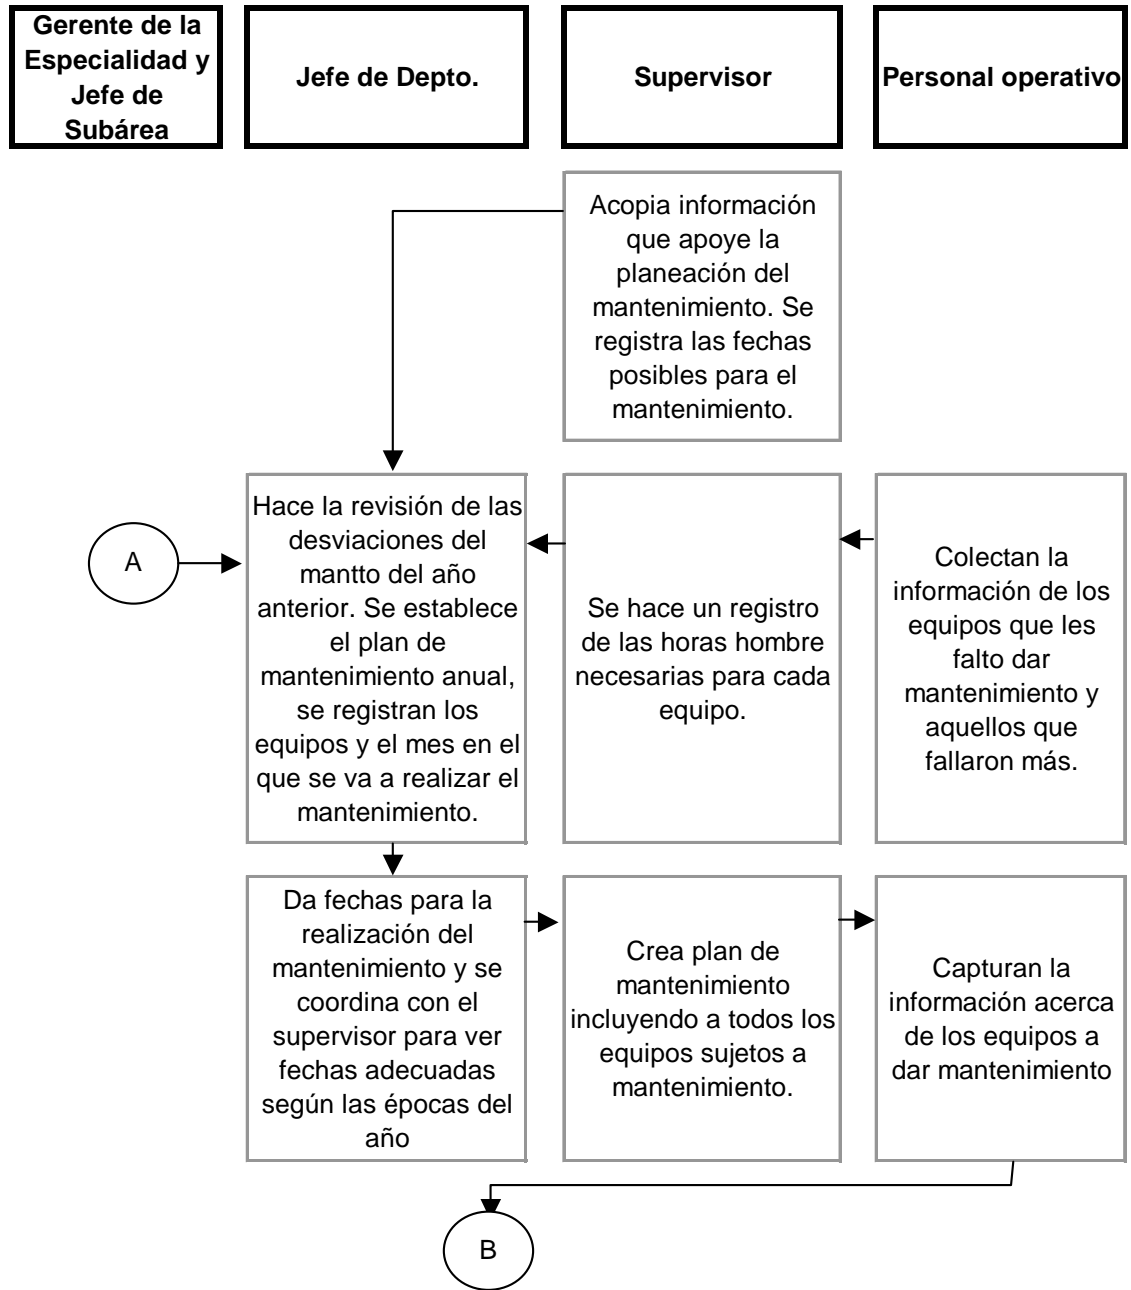 Gerente de la
Especialidad y
Jefe de
Subárea
Jefe de Depto.
Supervisor
Personal operativo
Acopia información
que apoye la
planeación del
mantenimiento. Se
registra las fechas
posibles para el
mantenimiento.
A
Hace la revisión de las
desviaciones del
mantto del año
anterior. Se establece
el plan de
mantenimiento anual,
se registran los
equipos y el mes en el
que se va a realizar el
mantenimiento.
Se hace un registro
de las horas hombre
necesarias para cada
equipo.
Colectan la
información de los
equipos que les
falto dar
mantenimiento y
aquellos que
fallaron más.
Da fechas para la
realización del
mantenimiento y se
coordina con el
supervisor para ver
fechas adecuadas
según las épocas del
año
Crea plan de
mantenimiento
incluyendo a todos los
equipos sujetos a
mantenimiento.
Capturan la
información acerca
de los equipos a
dar mantenimiento
B